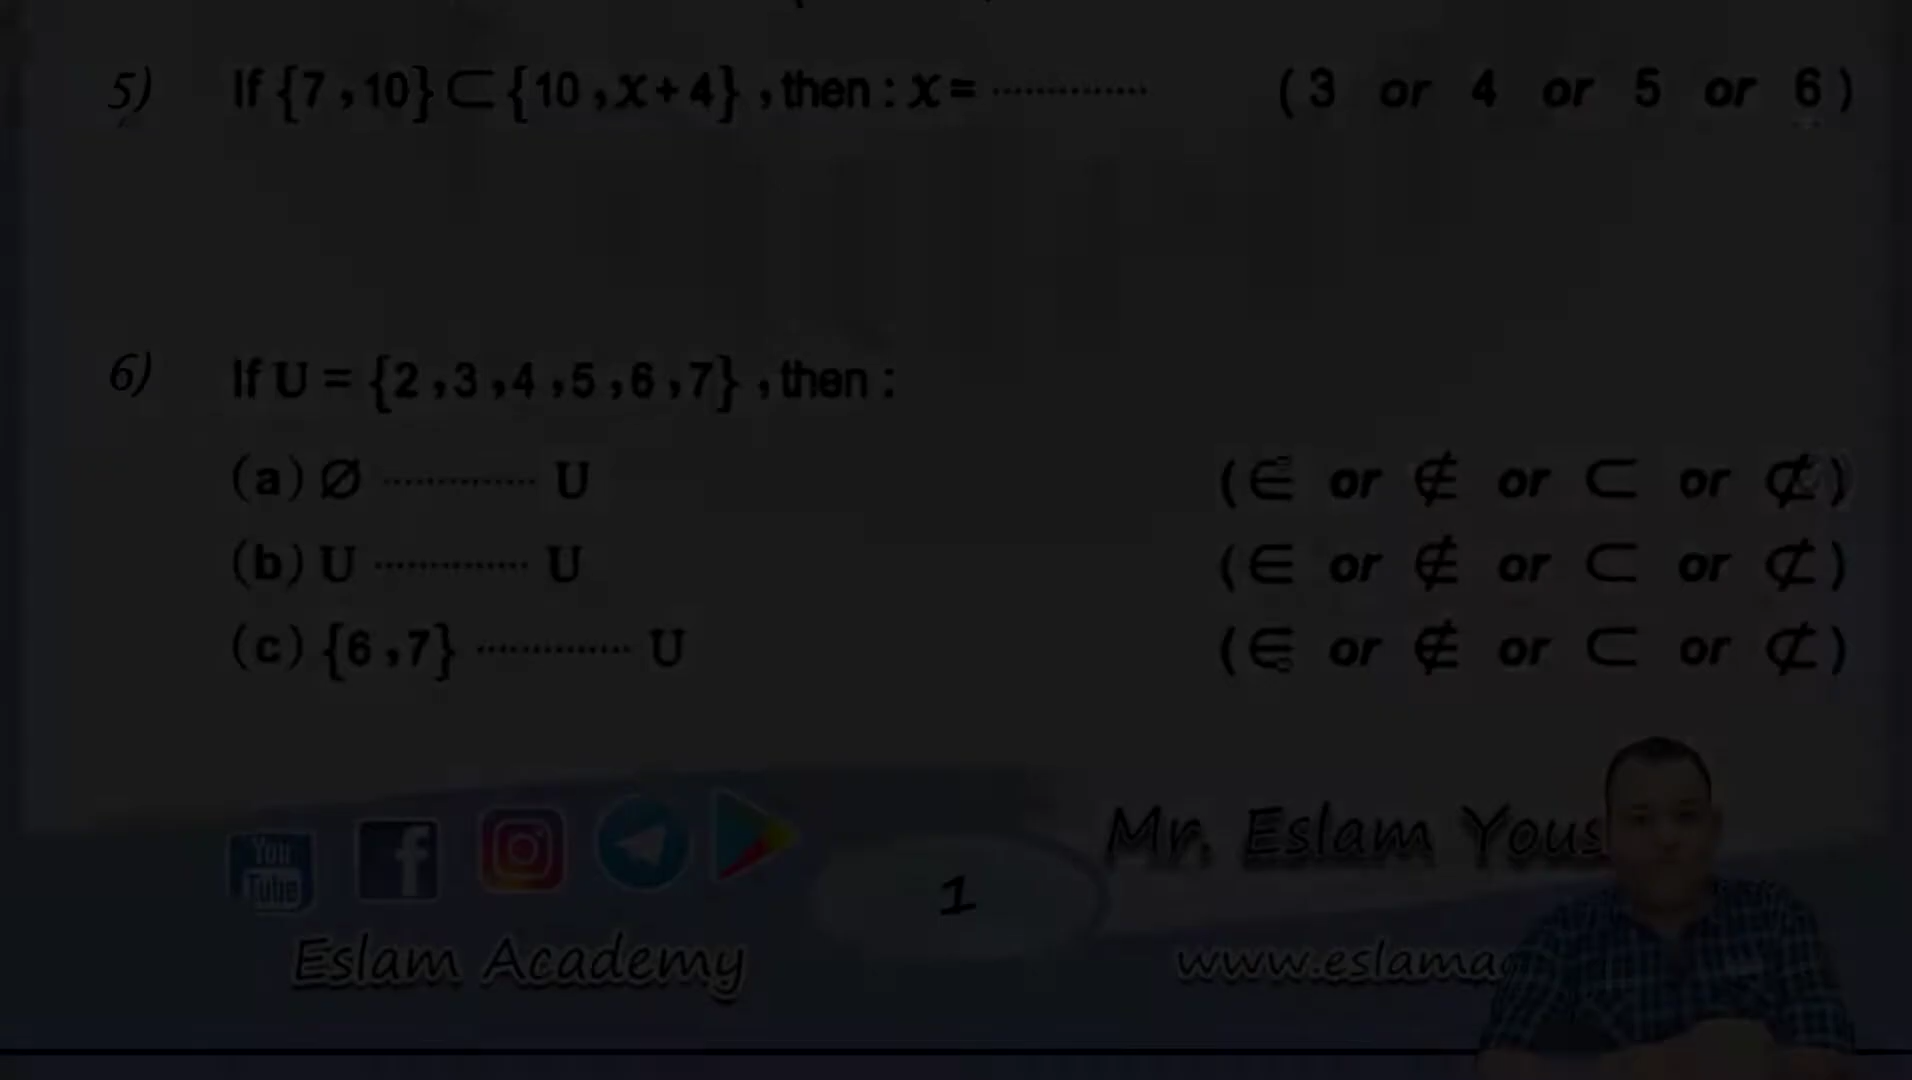 5) If {7 , 10} ⊂ {10 , x + 4} , then : x = .............. ( 3 or 4 or 5 or 6 )
6) If U = {2 , 3 , 4 , 5 , 6 , 7} , then :
(a) Ø .............. U ( ∈ or ∉ or ⊂ or ⊄ )
(b) U .............. U ( ∈ or ∉ or ⊂ or ⊄ )
(c) {6 , 7} .............. U ( ∈ or ∉ or ⊂ or ⊄ )
You Tube
Mr. Eslam Yous
1
Eslam Academy
www.eslama